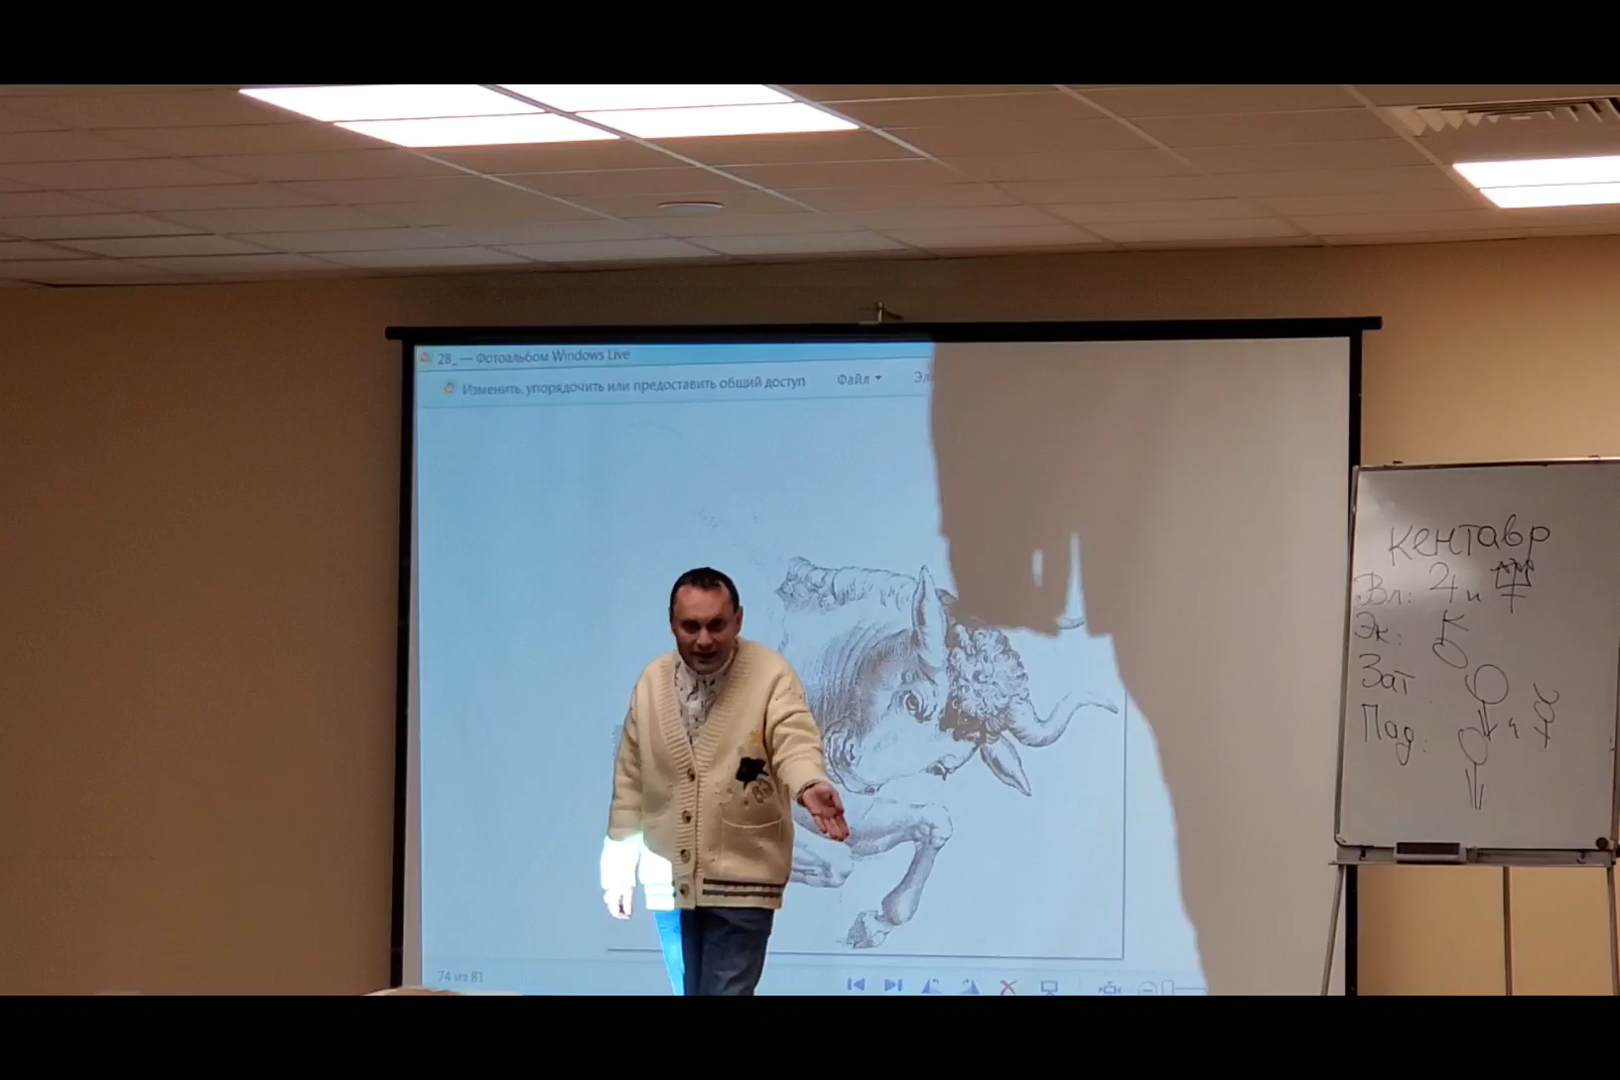 28_ — Фотоальбом Windows Live
Изменить, упорядочить или предоставить общий доступ Файл
74 из 81
кентавр
Вл: ♃ и
Эк:
Зат
Пад: